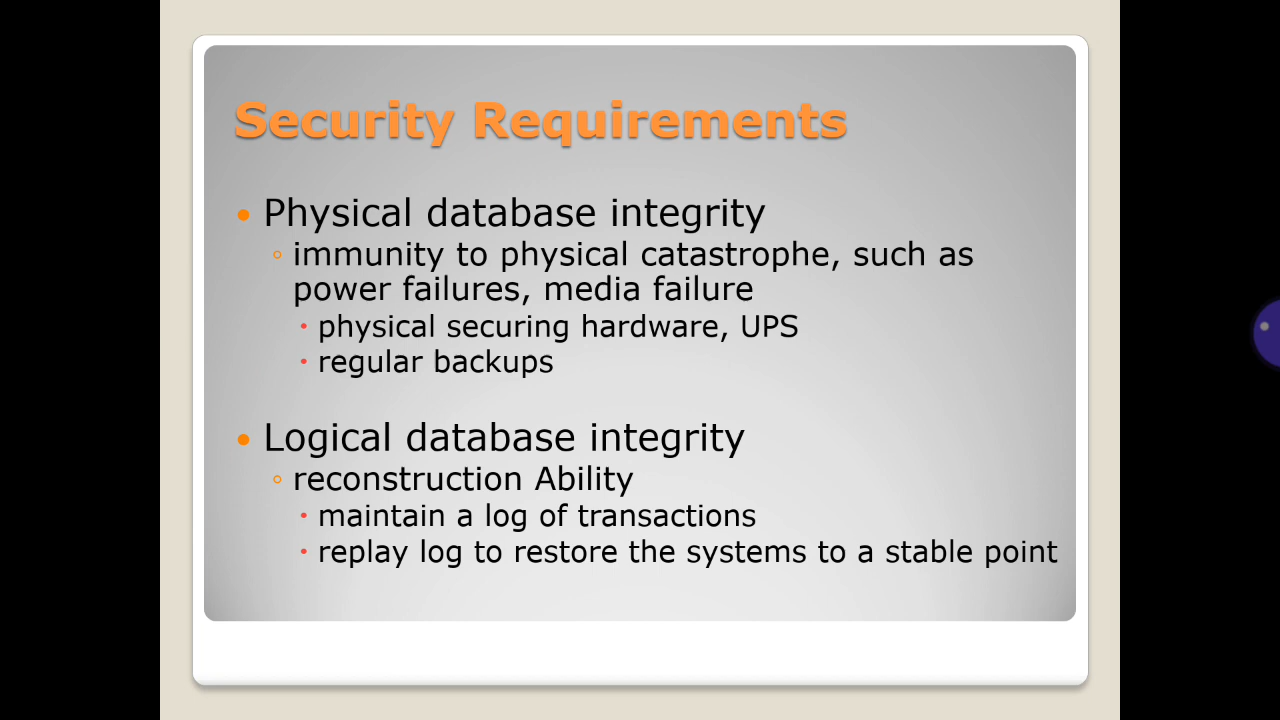 Security Requirements
Physical database integrity
immunity to physical catastrophe, such as
power failures, media failure
physical securing hardware, UPS
regular backups
Logical database integrity
reconstruction Ability
maintain a log of transactions
replay log to restore the systems to a stable point